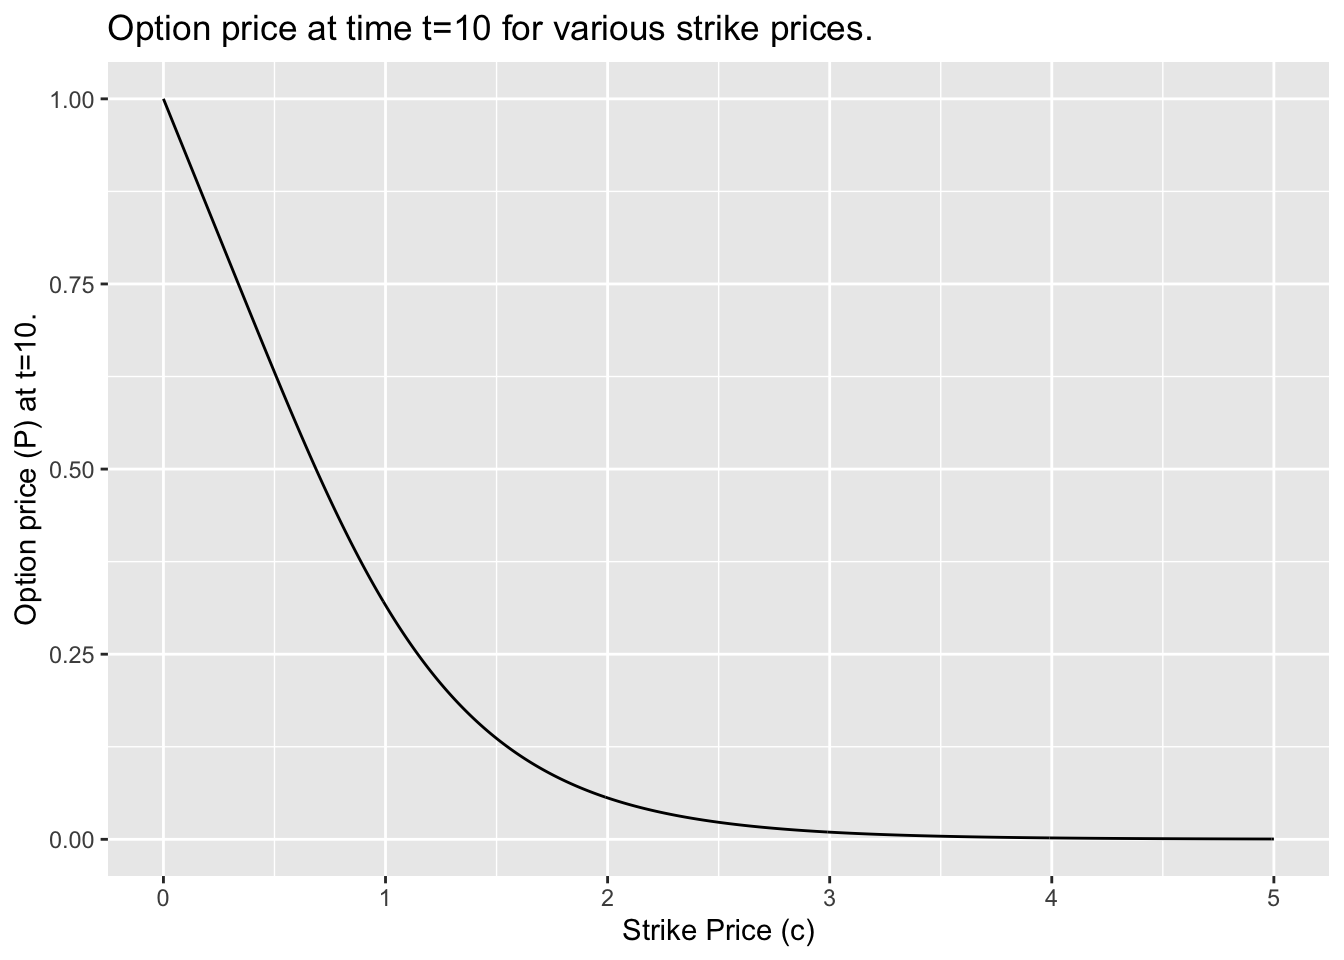 Option price at time t=10 for various strike prices.
Option price (P) at t=10.
1.00
0.75
0.50
0.25
0.00
0 1 2 3 4 5
Strike Price (c)